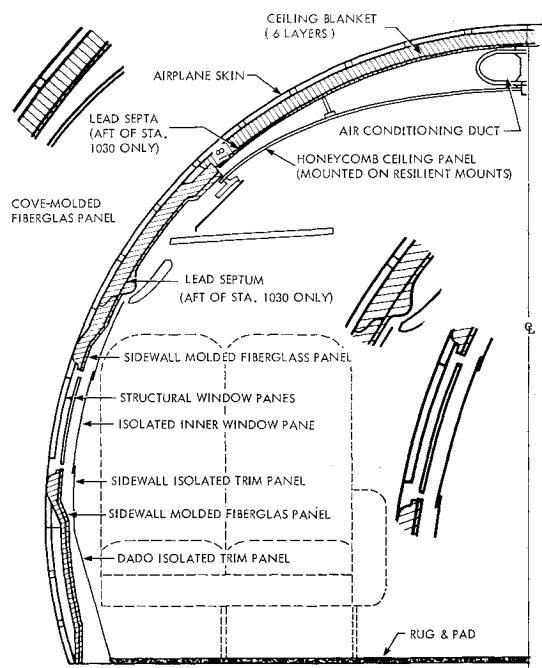 CEILING BLANKET
( 6 LAYERS )
AIRPLANE SKIN
LEAD SEPTA
(AFT OF STA.
1030 ONLY)
AIR CONDITIONING DUCT
HONEYCOMB CEILING PANEL
(MOUNTED ON RESILIENT MOUNTS)
COVE-MOLDED
FIBERGLAS PANEL
LEAD SEPTUM
(AFT OF STA. 1030 ONLY)
SIDEWALL MOLDED FIBERGLASS PANEL
STRUCTURAL WINDOW PANES
ISOLATED INNER WINDOW PANE
SIDEWALL ISOLATED TRIM PANEL
SIDEWALL MOLDED FIBERGLAS PANEL
DADO ISOLATED TRIM PANEL
RUG & PAD